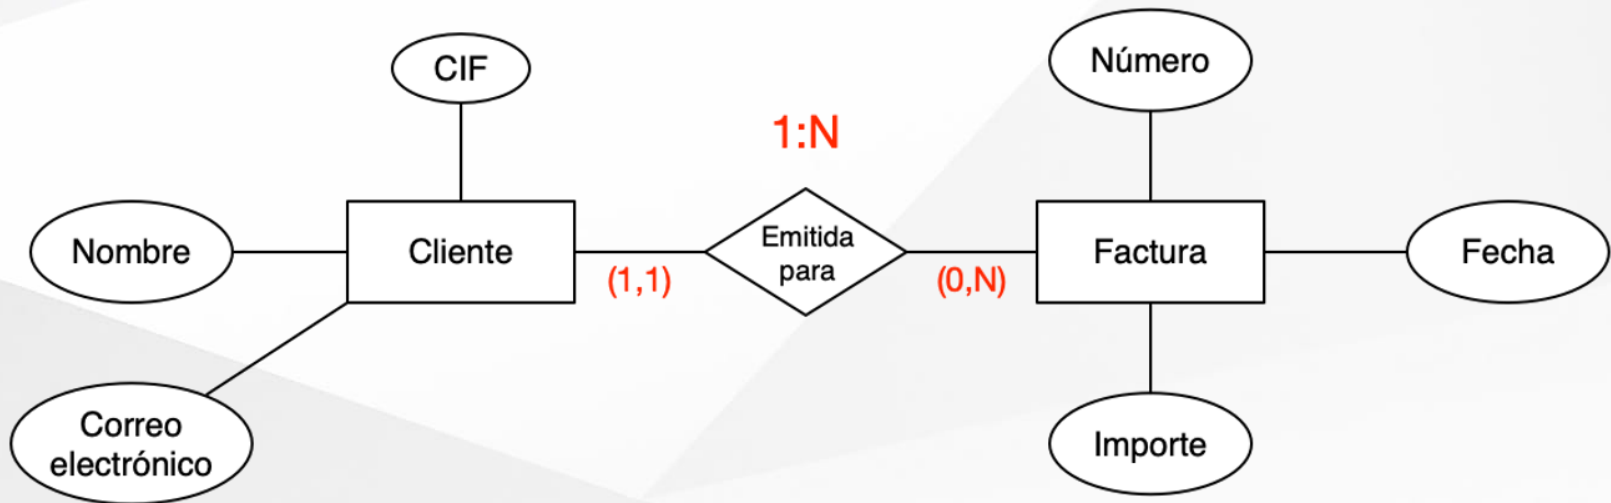 CIF
Número
1:N
Nombre
Cliente
Emitida
para
Factura
Fecha
(1,1)
(0,N)
Correo
electrónico
Importe